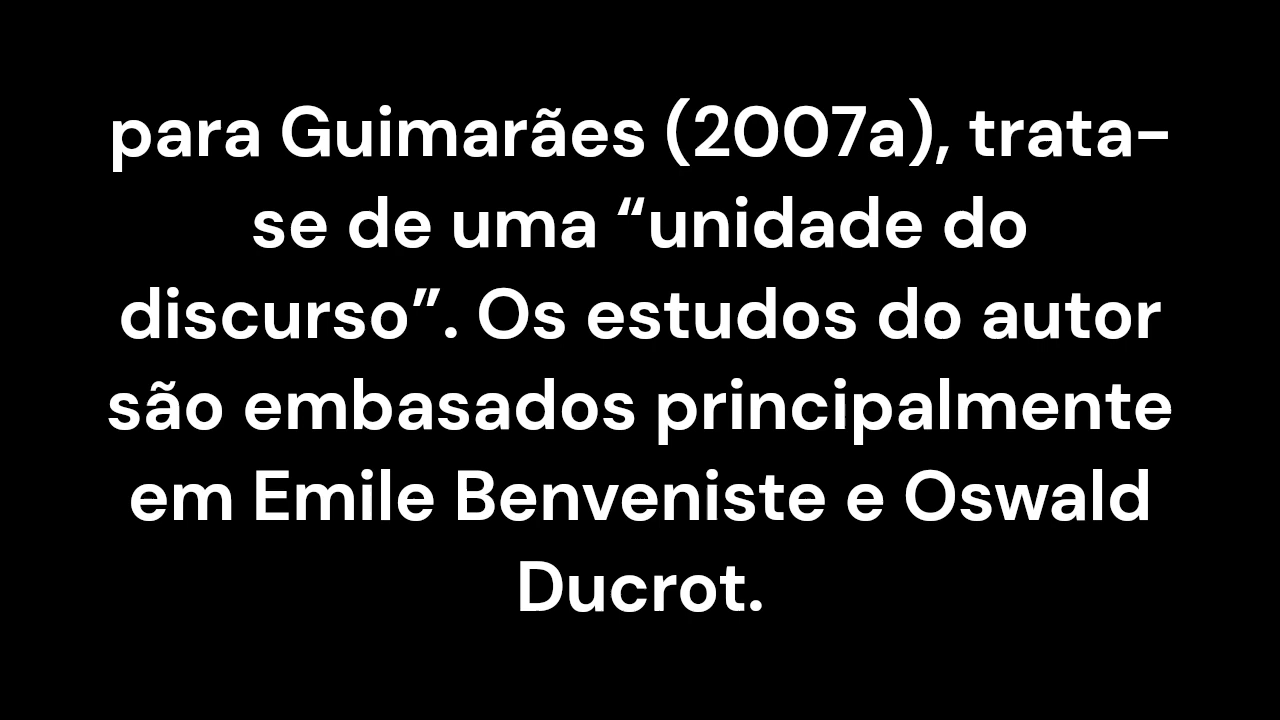 para Guimarães (2007a), trata-
se de uma “unidade do
discurso”. Os estudos do autor
são embasados principalmente
em Emile Benveniste e Oswald
Ducrot.